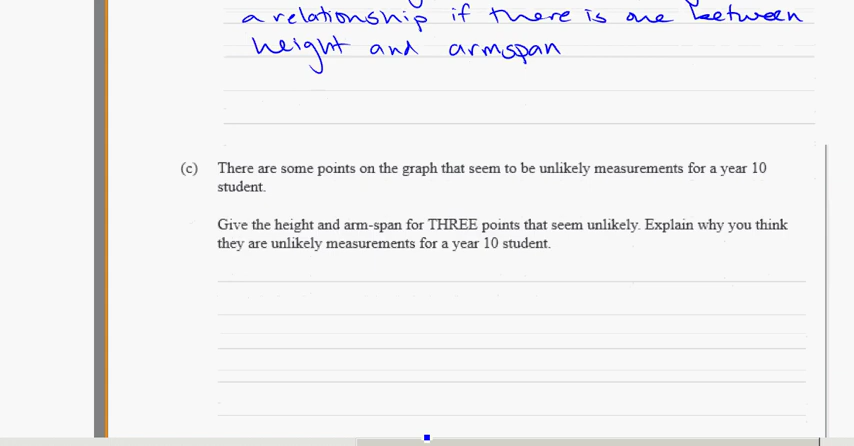 a relationship if there is one between
height and armspan
(c) There are some points on the graph that seem to be unlikely measurements for a year 10
student.
Give the height and arm-span for THREE points that seem unlikely. Explain why you think
they are unlikely measurements for a year 10 student.